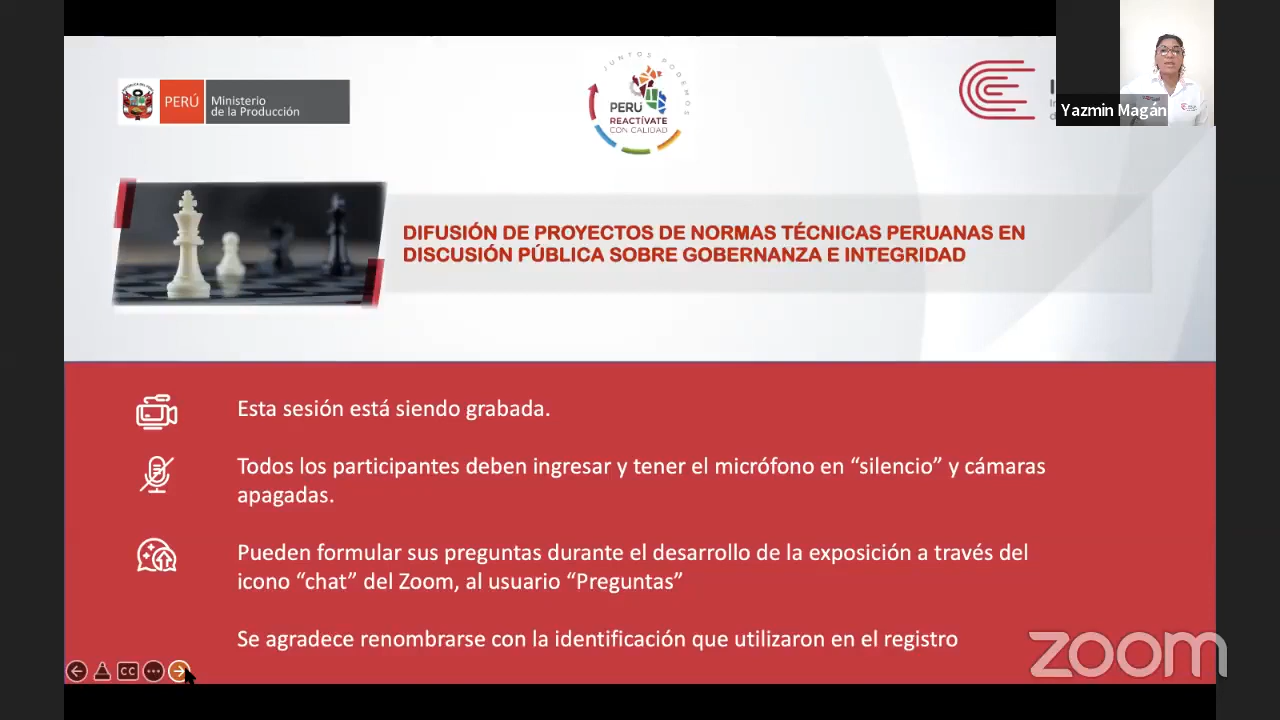 PERÚ
Ministerio
de la Producción
JUNTOS PODEMOS
PERÚ
REACTÍVATE
CON CALIDAD
Yazmin Magán
DIFUSIÓN DE PROYECTOS DE NORMAS TÉCNICAS PERUANAS EN
DISCUSIÓN PÚBLICA SOBRE GOBERNANZA E INTEGRIDAD
Esta sesión está siendo grabada.
Todos los participantes deben ingresar y tener el micrófono en “silencio” y cámaras
apagadas.
Pueden formular sus preguntas durante el desarrollo de la exposición a través del
icono “chat” del Zoom, al usuario “Preguntas”
Se agradece renombrarse con la identificación que utilizaron en el registro
CC
zoom